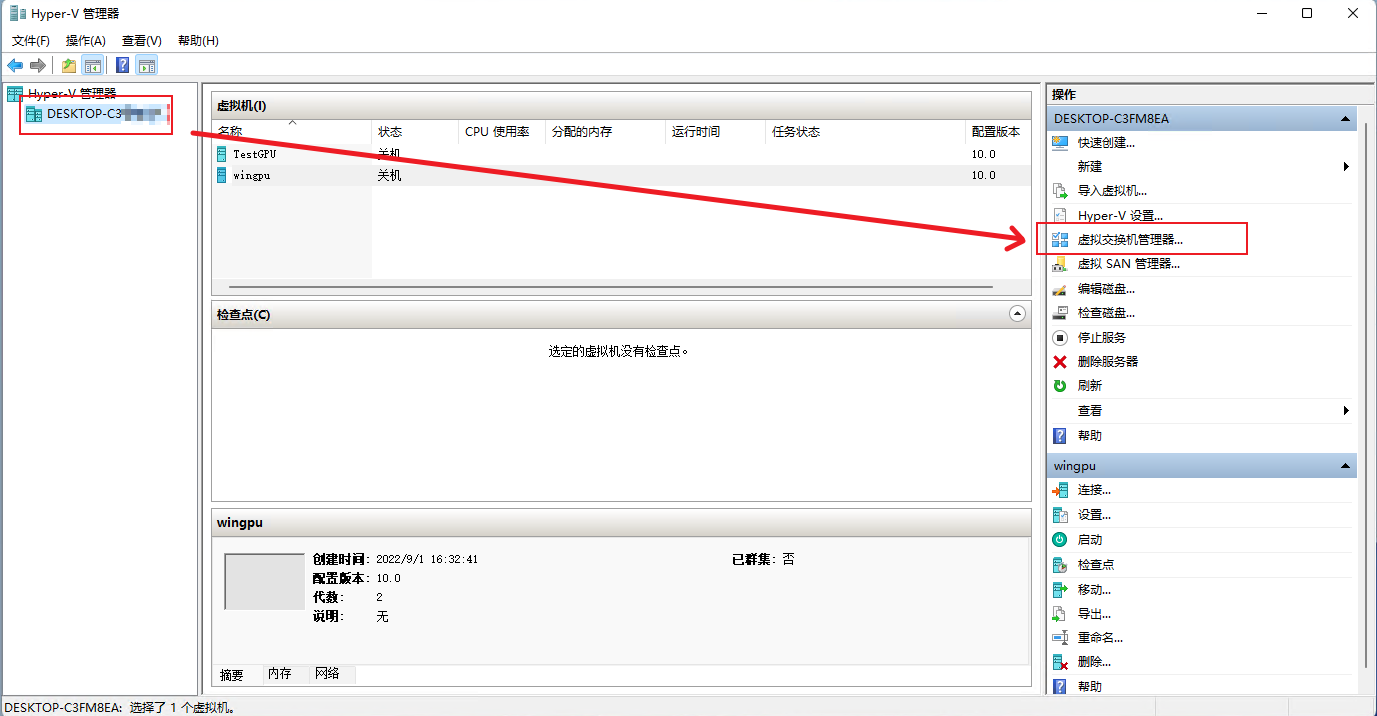 Hyper-V 管理器
文件(F) 操作(A) 查看(V) 帮助(H)
Hyper-V 管理器
DESKTOP-C3
虚拟机(I)
名称 状态 CPU 使用率 分配的内存 运行时间 任务状态 配置版本
TestGPU 关机 10.0
wingpu 关机 10.0
检查点(C)
选定的虚拟机没有检查点。
wingpu
创建时间: 2022/9/1 16:32:41 已群集: 否
配置版本: 10.0
代数: 2
说明: 无
摘要 内存 网络
操作
DESKTOP-C3FM8EA
快速创建...
新建
导入虚拟机...
Hyper-V 设置...
虚拟交换机管理器...
虚拟 SAN 管理器...
编辑磁盘...
检查磁盘...
停止服务
删除服务器
刷新
查看
帮助
wingpu
连接...
设置...
启动
检查点
移动...
导出...
重命名...
删除...
帮助
DESKTOP-C3FM8EA: 选择了 1 个虚拟机。